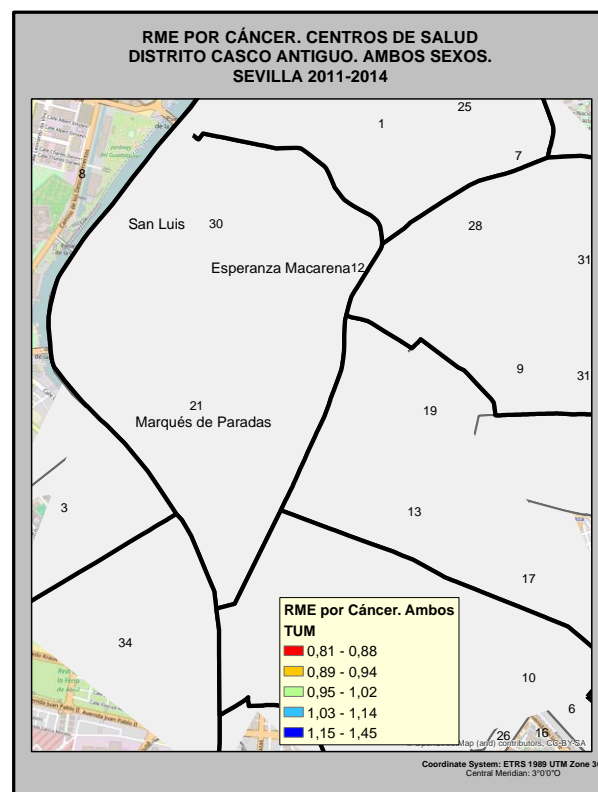 RME POR CÁNCER. CENTROS DE SALUD
DISTRITO CASCO ANTIGUO. AMBOS SEXOS.
SEVILLA 2011-2014
25
1
7
8
San Luis 30
28
Esperanza Macarena 12
31
9
31
21
19
Marqués de Paradas
3
13
17
34
RME por Cáncer. Ambos
TUM
0,81 - 0,88
0,89 - 0,94
0,95 - 1,02
1,03 - 1,14
1,15 - 1,45
10
6
26
16
Avenida Juan Pablo II
(and) contributors, CC-BY-SA
Coordinate System: ETRS 1989 UTM Zone
Central Meridian: 3°0'0"O